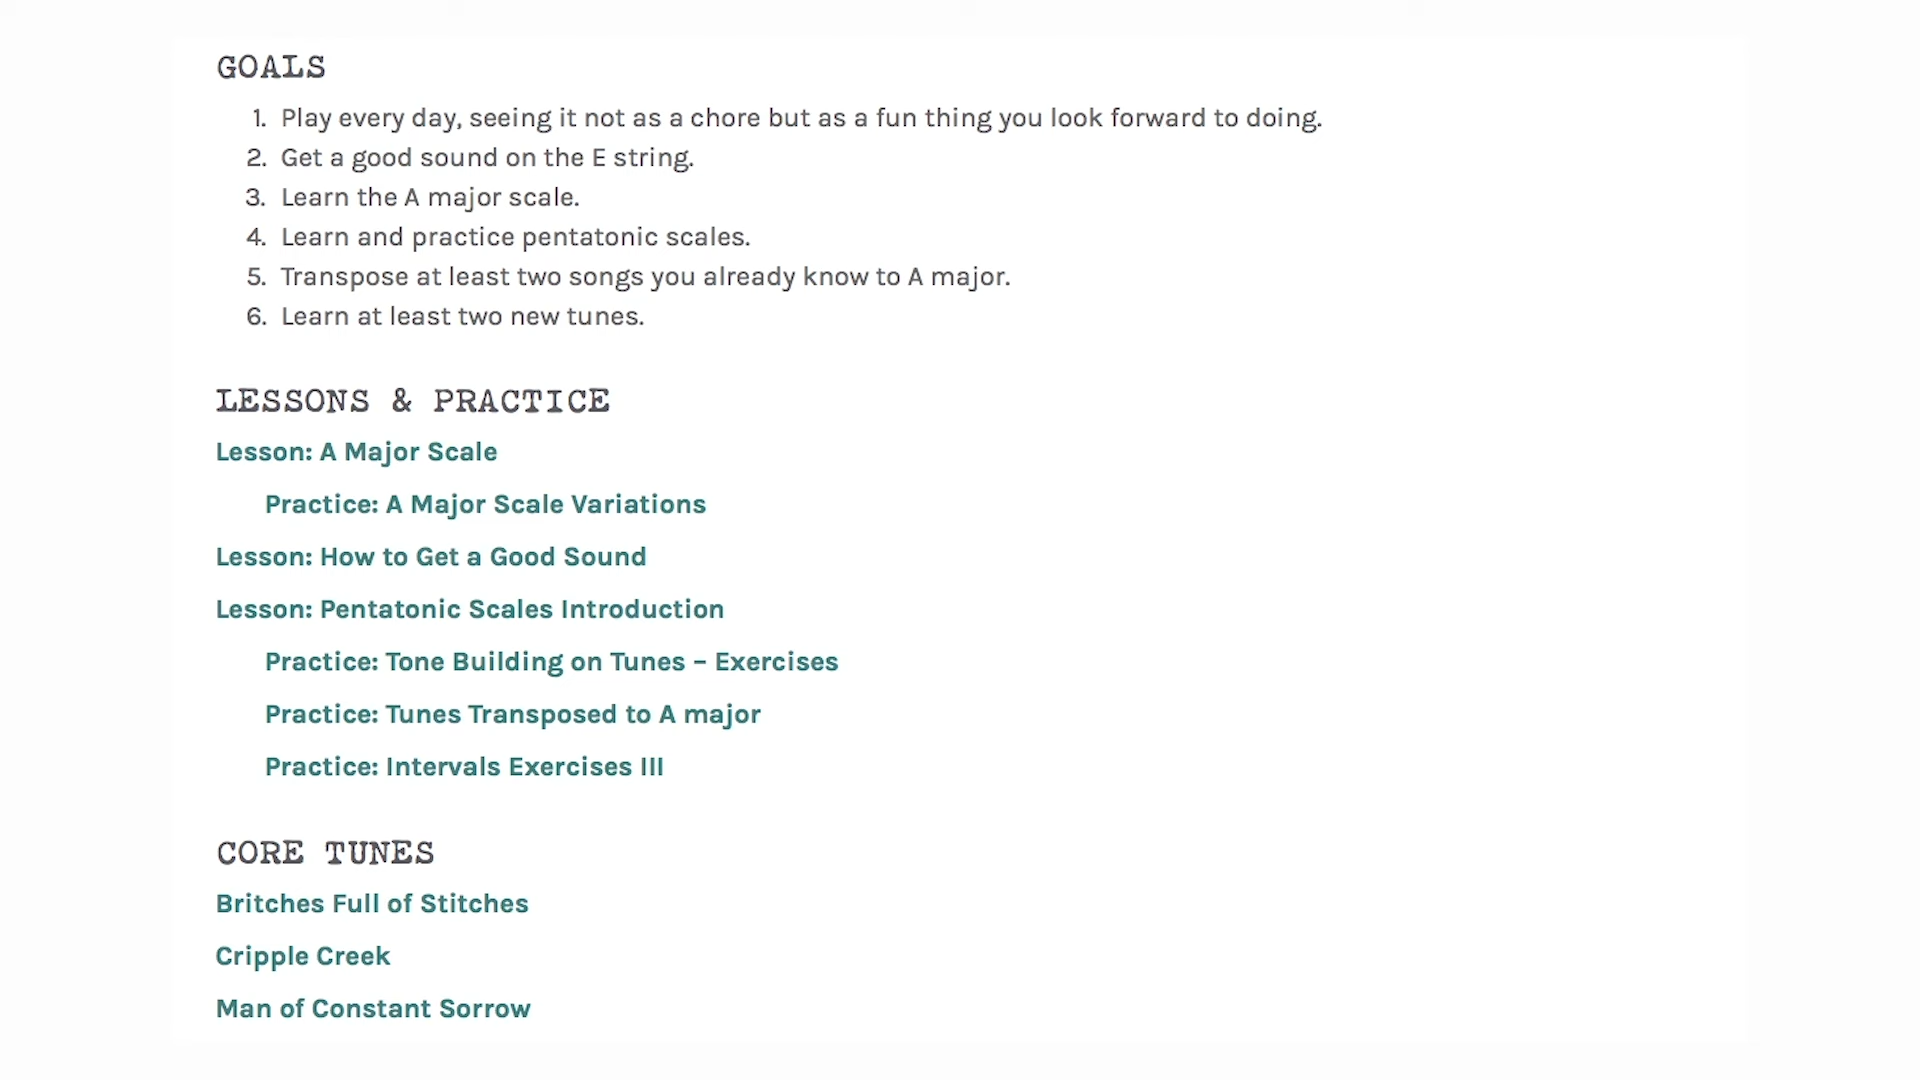 GOALS
1. Play every day, seeing it not as a chore but as a fun thing you look forward to doing.
2. Get a good sound on the E string.
3. Learn the A major scale.
4. Learn and practice pentatonic scales.
5. Transpose at least two songs you already know to A major.
6. Learn at least two new tunes.
LESSONS & PRACTICE
Lesson: A Major Scale
Practice: A Major Scale Variations
Lesson: How to Get a Good Sound
Lesson: Pentatonic Scales Introduction
Practice: Tone Building on Tunes – Exercises
Practice: Tunes Transposed to A major
Practice: Intervals Exercises III
CORE TUNES
Britches Full of Stitches
Cripple Creek
Man of Constant Sorrow